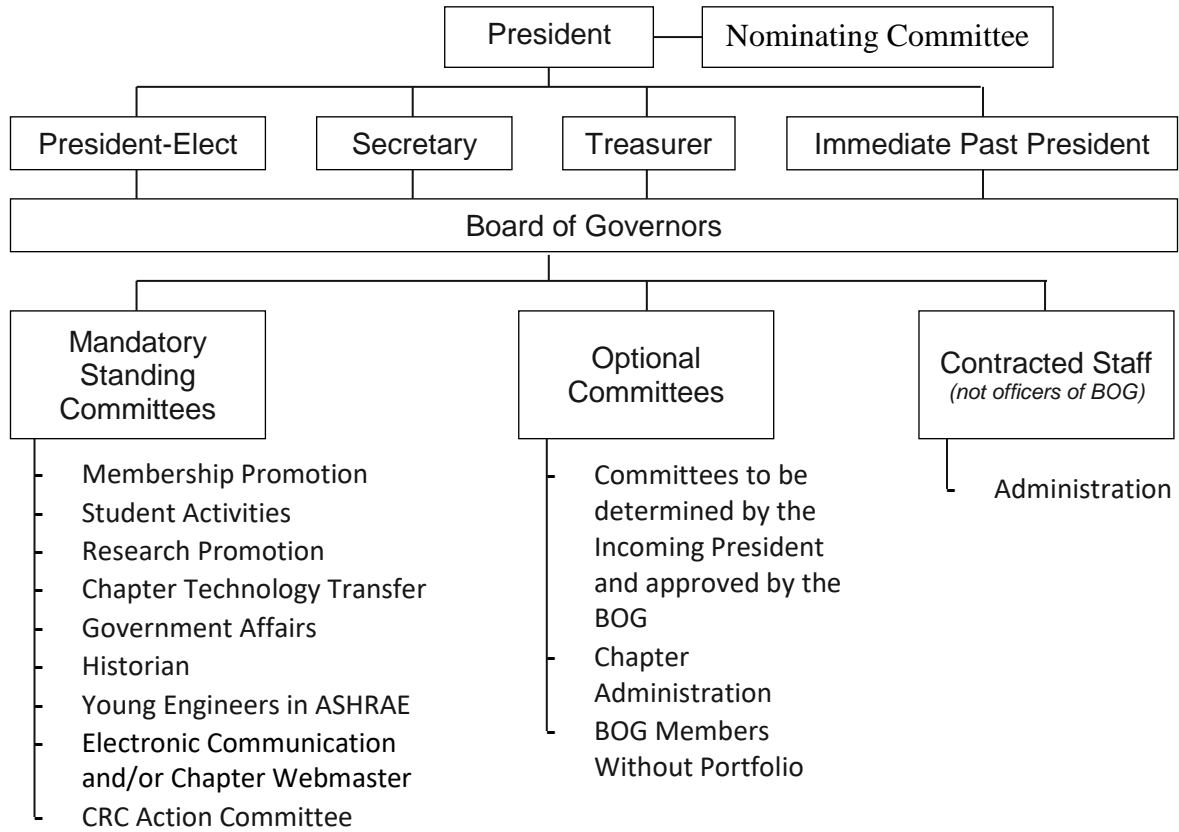 President
Nominating Committee
President-Elect
Secretary
Treasurer
Immediate Past President
Board of Governors
Mandatory
Standing
Committees
- Membership Promotion
- Student Activities
- Research Promotion
- Chapter Technology Transfer
- Government Affairs
- Historian
- Young Engineers in ASHRAE
- Electronic Communication
and/or Chapter Webmaster
- CRC Action Committee
Optional
Committees
- Committees to be
determined by the
Incoming President
and approved by the
BOG
- Chapter
Administration
- BOG Members
Without Portfolio
Contracted Staff
(not officers of BOG)
- Administration